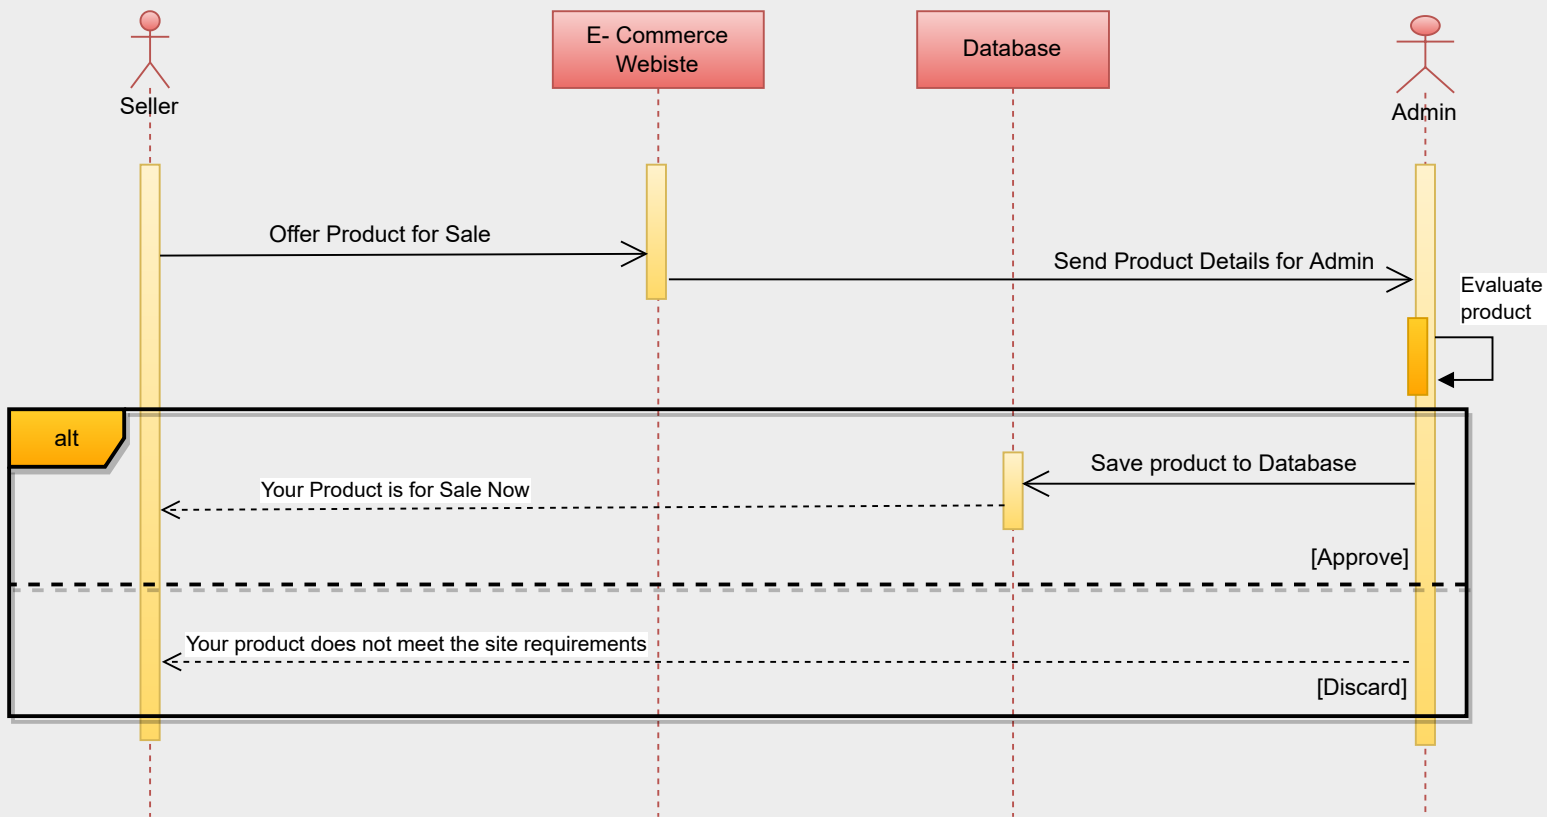 E- Commerce
Webiste
Database
Seller
Admin
Offer Product for Sale
Send Product Details for Admin
Evaluate
product
alt
Save product to Database
Your Product is for Sale Now
[Approve]
Your product does not meet the site requirements
[Discard]